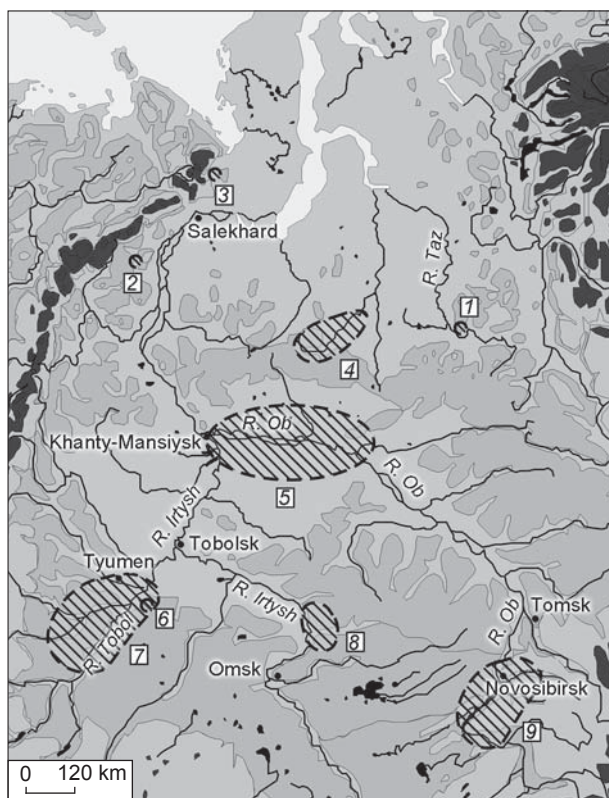 3
Salekhard
2
R. Taz
1
4
R. Ob
Khanty-Mansiysk
R. Ob
5
R. Irtysh
Tobolsk
Tyumen
R. Irtysh
R. Ob
Tomsk
6
R. Tobol
7
8
Omsk
Novosibirsk
9
0 120 km